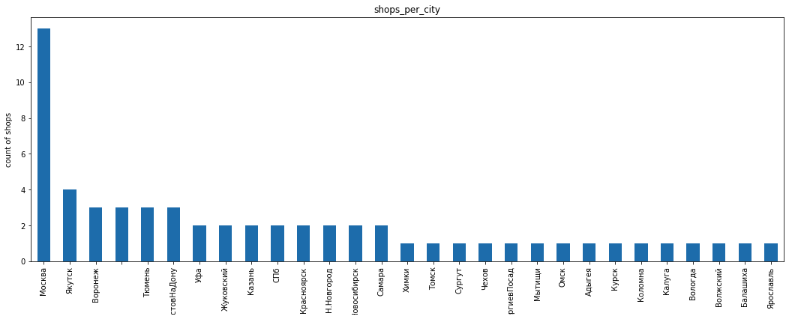 shops_per_city
count of shops
12
10
8
6
4
2
0
Москва
Якутск
Воронеж
Тюмень
стовНаДону
Уфа
Жуковский
Казань
СПб
Красноярск
Н.Новгород
овосибирск
Самара
Химки
Томск
Сургут
Чехов
ргиевПосад
Мытищи
Омск
Адыгея
Курск
Коломна
Калуга
Вологда
Волжский
Балашиха
Ярославль